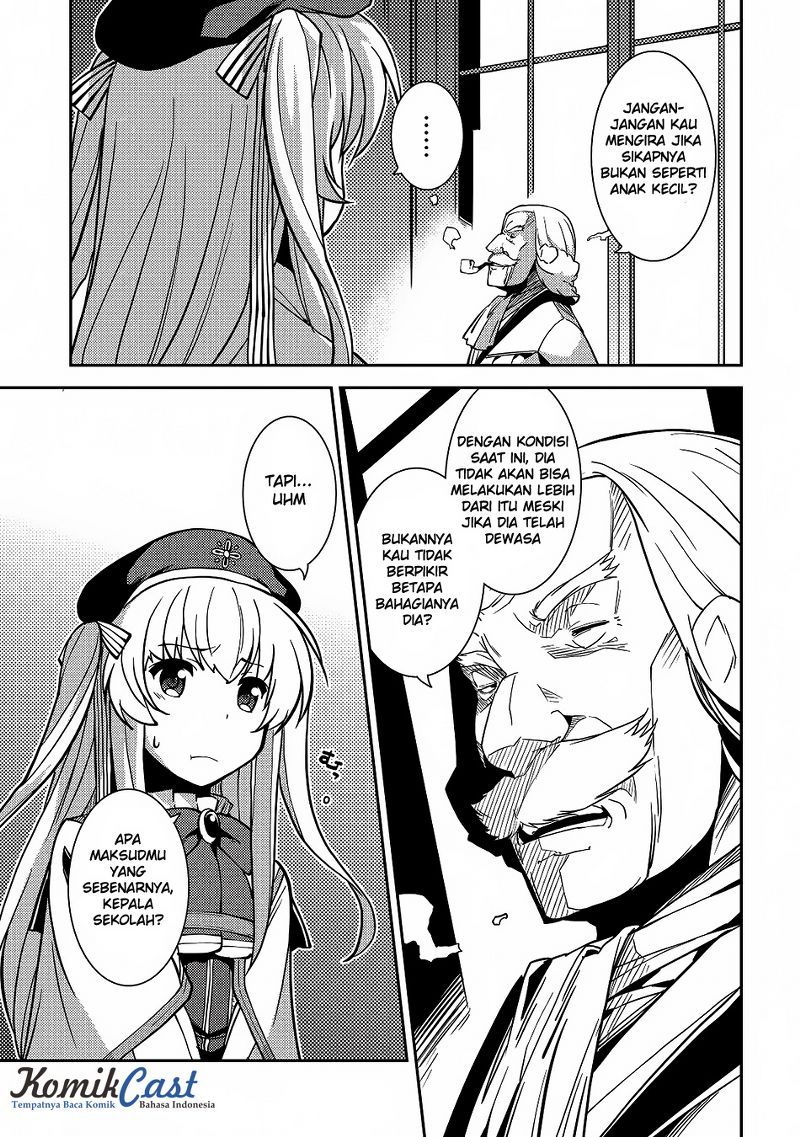 JANGAN-
JANGAN KAU
MENGIRA JIKA
SIKAPNYA
BUKAN SEPERTI
ANAK KECIL?
......
DENGAN KONDISI
SAAT INI, DIA
TIDAK AKAN BISA
MELAKUKAN LEBIH
DARI ITU MESKI
JIKA DIA TELAH
DEWASA
BUKANNYA
KAU TIDAK
BERPIKIR
BETAPA
BAHAGIANYA
DIA?
TAPI...
UHM
むっ。
APA
MAKSUDMU
YANG
SEBENARNYA,
KEPALA
SEKOLAH?
KomikCast
Tempatnya Baca Komik Bahasa Indonesia